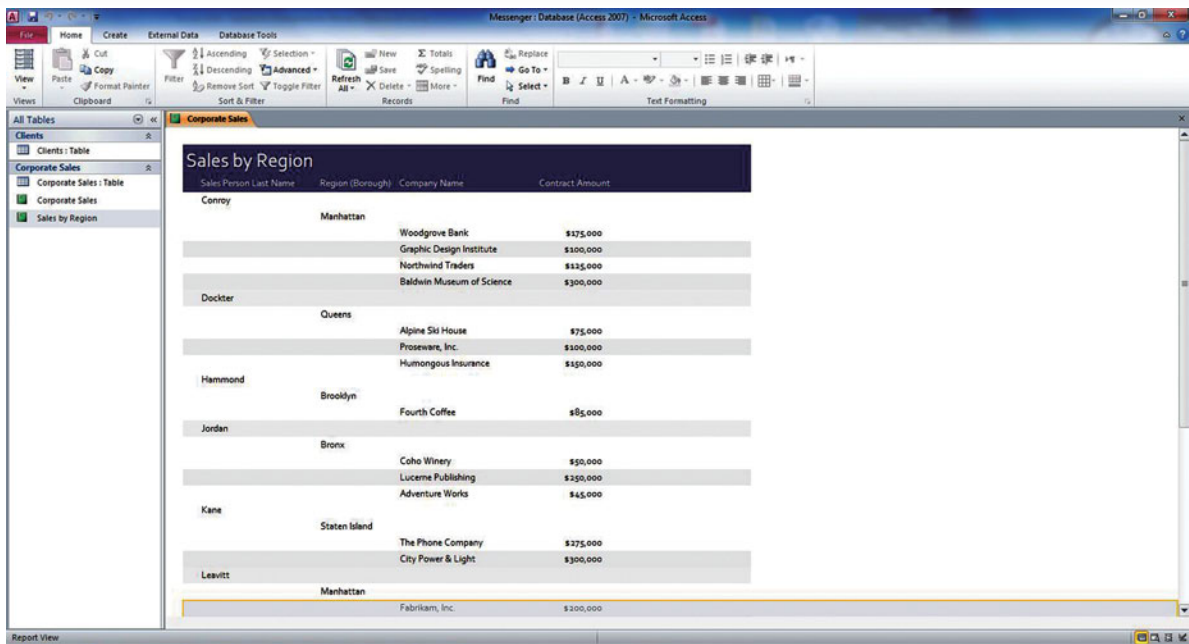 Messenger : Database (Access 2007) - Microsoft Access
File Home Create External Data Database Tools
View
Views
Paste
Cut
Copy
Format Painter
Clipboard
Filter
Ascending
Descending
Remove Sort
Selection
Advanced
Toggle Filter
Sort & Filter
Refresh All
New
Save
Delete
Totals
Spelling
More
Records
Find
Replace
Go To
Select
Find
B I U A
Text Formatting
All Tables
Clients
Clients : Table
Corporate Sales
Corporate Sales : Table
Corporate Sales
Sales by Region
Corporate Sales
Sales by Region
Sales Person Last Name Region (Borough) Company Name Contract Amount
Conroy
Manhattan
Woodgrove Bank $175,000
Graphic Design Institute $100,000
Northwind Traders $125,000
Baldwin Museum of Science $300,000
Dockter
Queens
Alpine Ski House $75,000
Proseware, Inc. $100,000
Humongous Insurance $150,000
Hammond
Brooklyn
Fourth Coffee $85,000
Jordan
Bronx
Coho Winery $50,000
Lucerne Publishing $250,000
Adventure Works $45,000
Kane
Staten Island
The Phone Company $275,000
City Power & Light $300,000
Leavitt
Manhattan
Fabrikam, Inc. $200,000
Report View